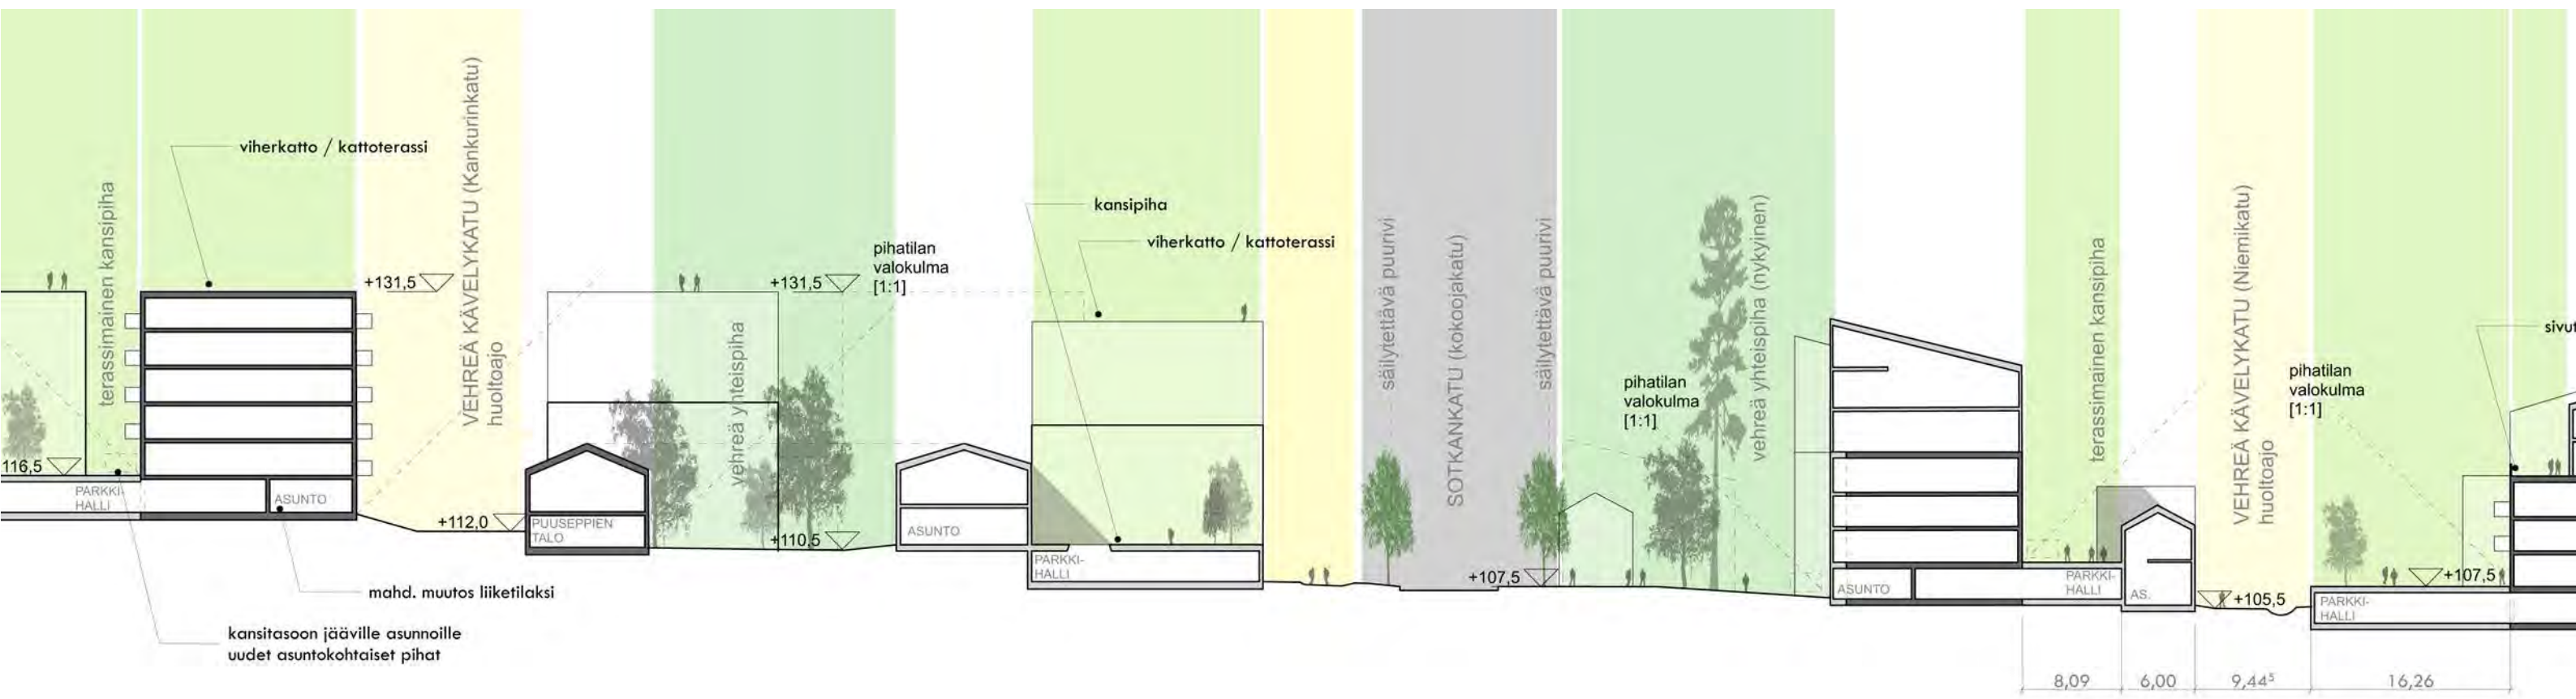 terassimainen kansipiha
viherkatto / kattoterassi
116,5
PARKKI-
HALLI
ASUNTO
mahd. muutos liiketilaksi
kansitasoon jääville asunnoille
uudet asuntokohtaiset pihat
+131,5
VEHREÄ KÄVELYKATU (Kankurinkatu)
huoltoajo
+112,0
PUUSEPPIEN
TALO
vehreä yhteispiha
+131,5
+110,5
pihatilan
valokulma
[1:1]
ASUNTO
kansipiha
viherkatto / kattoterassi
PARKKI-
HALLI
säilytettävä puurivi
SOTKANKATU (kokoojakatu)
säilytettävä puurivi
+107,5
pihatilan
valokulma
[1:1]
vehreä yhteispiha (nykyinen)
ASUNTO
terassimainen kansipiha
PARKKI-
HALLI
AS.
VEHREÄ KÄVELYKATU (Niemikatu)
huoltoajo
+105,5
pihatilan
valokulma
[1:1]
+107,5
PARKKI-
HALLI
sivut
8,09
6,00
9,44⁵
16,26